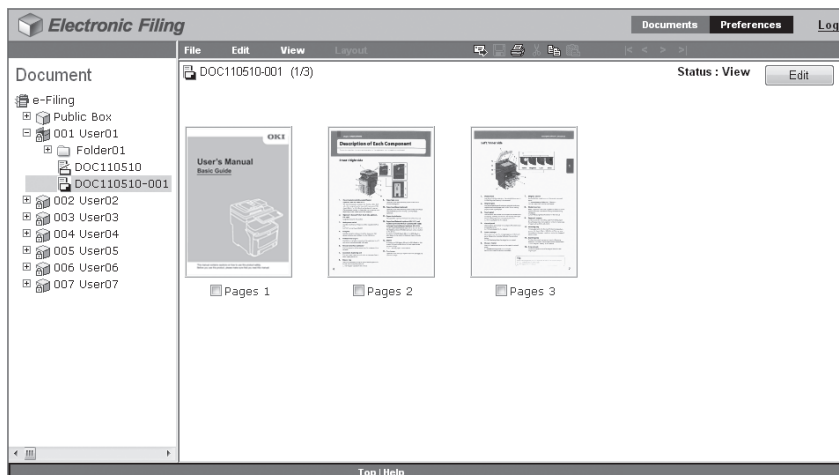 Electronic Filing
Documents Preferences Log
File Edit View Layout
|< < > >|
Document
e-Filing
Public Box
001 User01
Folder01
DOC110510
DOC110510-001
002 User02
003 User03
004 User04
005 User05
006 User06
007 User07
DOC110510-001 (1/3)
Status : View
Edit
OKI
User's Manual
Basic Guide
Description of Each Component
Pages 1
Pages 2
Pages 3
Top | Help